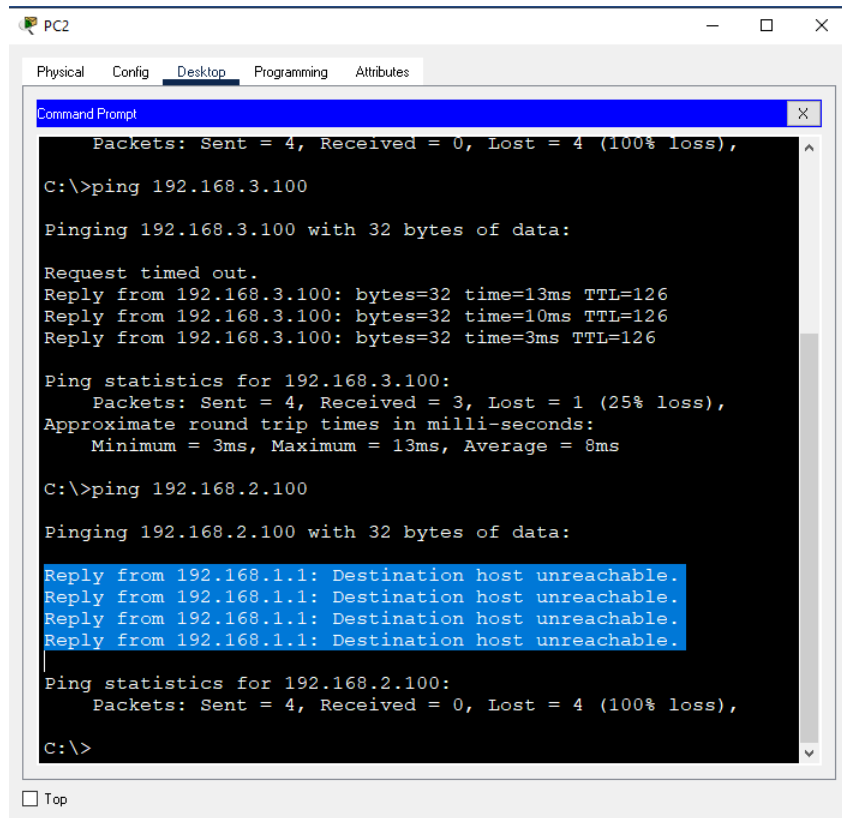 PC2
Physical Config Desktop Programming Attributes
Command Prompt
X
Packets: Sent = 4, Received = 0, Lost = 4 (100% loss),
C:\>ping 192.168.3.100
Pinging 192.168.3.100 with 32 bytes of data:
Request timed out.
Reply from 192.168.3.100: bytes=32 time=13ms TTL=126
Reply from 192.168.3.100: bytes=32 time=10ms TTL=126
Reply from 192.168.3.100: bytes=32 time=3ms TTL=126
Ping statistics for 192.168.3.100:
Packets: Sent = 4, Received = 3, Lost = 1 (25% loss),
Approximate round trip times in milli-seconds:
Minimum = 3ms, Maximum = 13ms, Average = 8ms
C:\>ping 192.168.2.100
Pinging 192.168.2.100 with 32 bytes of data:
Reply from 192.168.1.1: Destination host unreachable.
Reply from 192.168.1.1: Destination host unreachable.
Reply from 192.168.1.1: Destination host unreachable.
Reply from 192.168.1.1: Destination host unreachable.
Ping statistics for 192.168.2.100:
Packets: Sent = 4, Received = 0, Lost = 4 (100% loss),
C:\>
Top